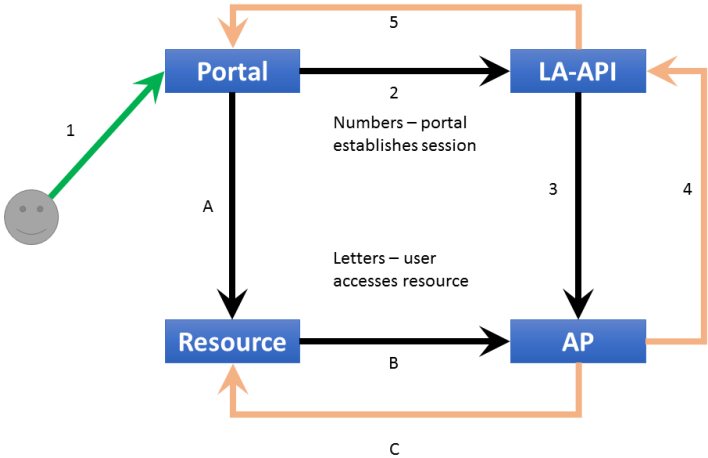 5
Portal
LA-API
2
1
Numbers – portal
establishes session
3
4
A
Letters – user
accesses resource
Resource
AP
B
C